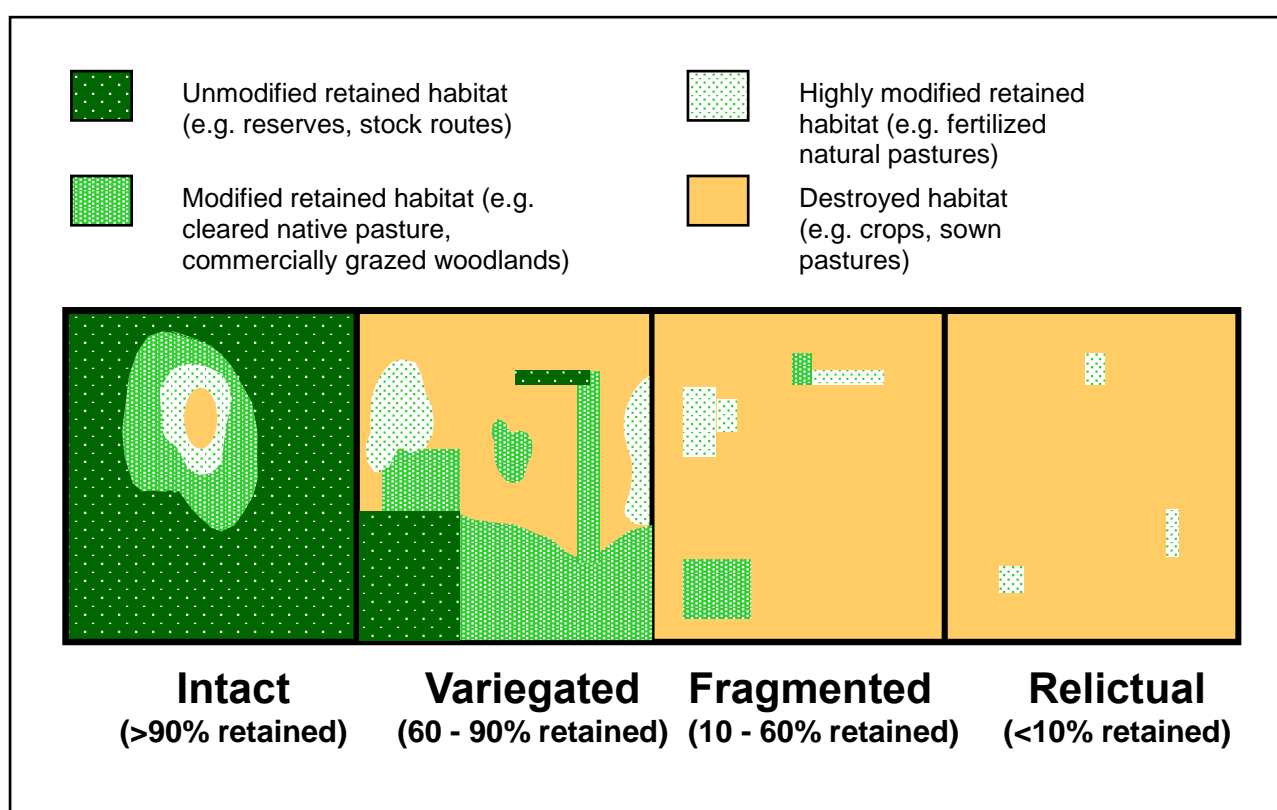 Unmodified retained habitat
(e.g. reserves, stock routes)
Modified retained habitat (e.g.
cleared native pasture,
commercially grazed woodlands)
Highly modified retained
habitat (e.g. fertilized
natural pastures)
Destroyed habitat
(e.g. crops, sown
pastures)
Intact
(>90% retained)
Variegated
(60 - 90% retained)
Fragmented
(10 - 60% retained)
Relictual
(<10% retained)